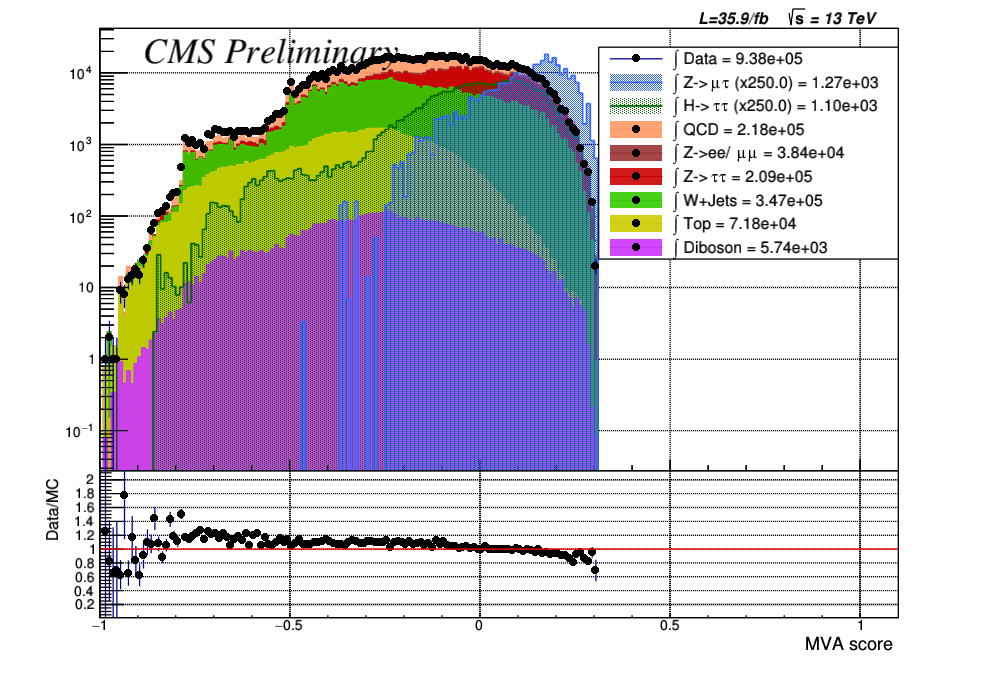 L=35.9/fb √s = 13 TeV
CMS Preliminary
∫ Data = 9.38e+05
∫ Z->μτ (x250.0) = 1.27e+03
∫ H->ττ (x250.0) = 1.10e+03
∫ QCD = 2.18e+05
∫ Z->ee/ μμ = 3.84e+04
∫ Z->ττ = 2.09e+05
∫ W+Jets = 3.47e+05
∫ Top = 7.18e+04
∫ Diboson = 5.74e+03
10⁴
10³
10²
10
1
10⁻¹
Data/MC
2
1.8
1.6
1.4
1.2
1
0.8
0.6
0.4
0.2
−1 −0.5 0 0.5 1
MVA score